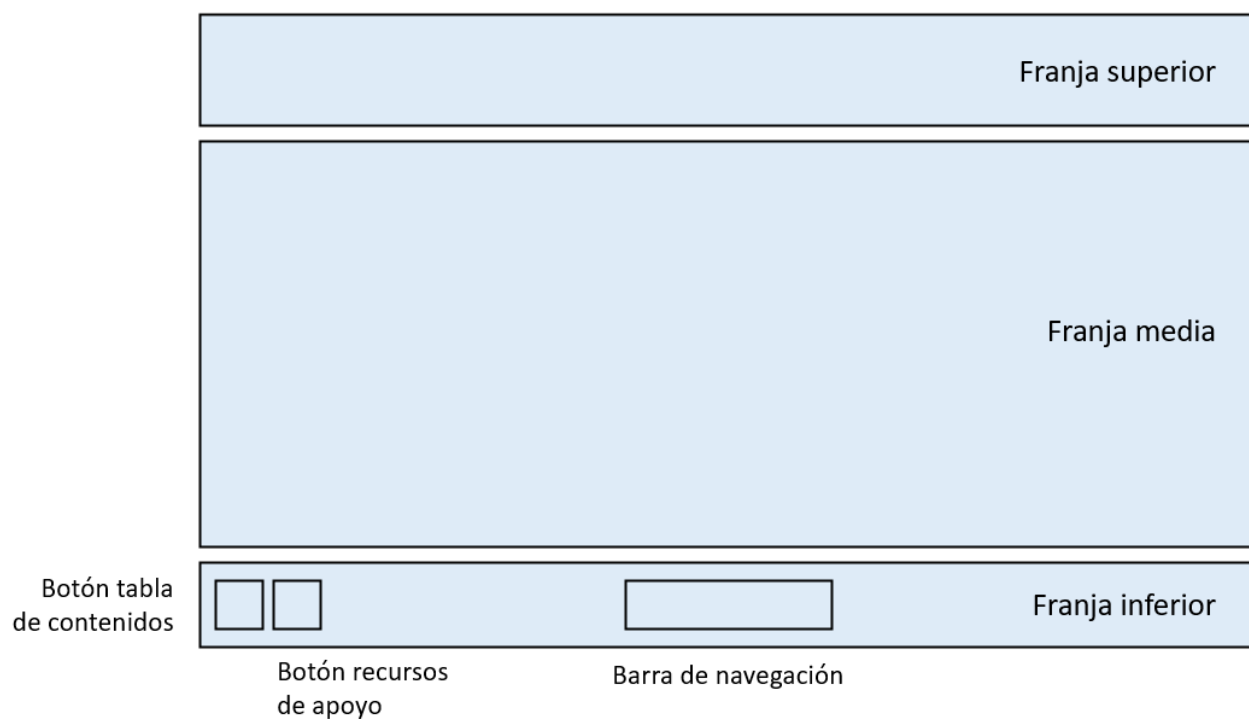 Franja superior
Franja media
Botón tabla
de contenidos
Franja inferior
Botón recursos
de apoyo
Barra de navegación